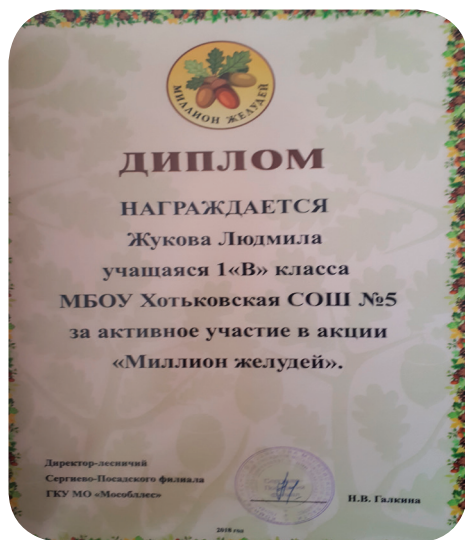 МИЛЛИОН ЖЕЛУДЕЙ
ДИПЛОМ
НАГРАЖДАЕТСЯ
Жукова Людмила
учащаяся 1«В» класса
МБОУ Хотьковская СОШ №5
за активное участие в акции
«Миллион желудей».
Директор-лесничий
Сергиево-Посадского филиала
ГКУ МО «Мособллес»
Н.В. Галкина
2018 год